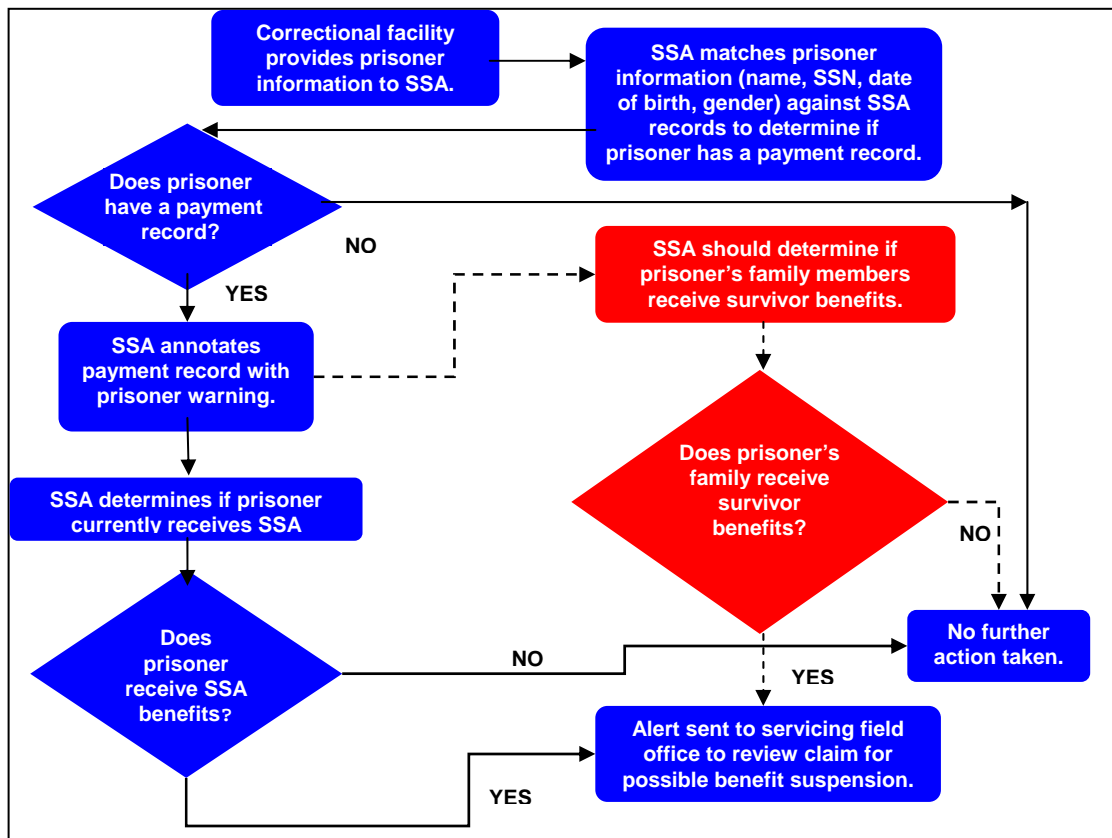 Correctional facility
provides prisoner
information to SSA.
SSA matches prisoner
information (name, SSN, date
of birth, gender) against SSA
records to determine if
prisoner has a payment record.
Does prisoner
have a payment
record?
NO
YES
SSA should determine if
prisoner's family members
receive survivor benefits.
SSA annotates
payment record with
prisoner warning.
Does prisoner's
family receive
survivor
benefits?
SSA determines if prisoner
currently receives SSA
NO
No further
action taken.
Does
prisoner
receive SSA
benefits?
NO
YES
Alert sent to servicing field
office to review claim for
possible benefit suspension.
YES